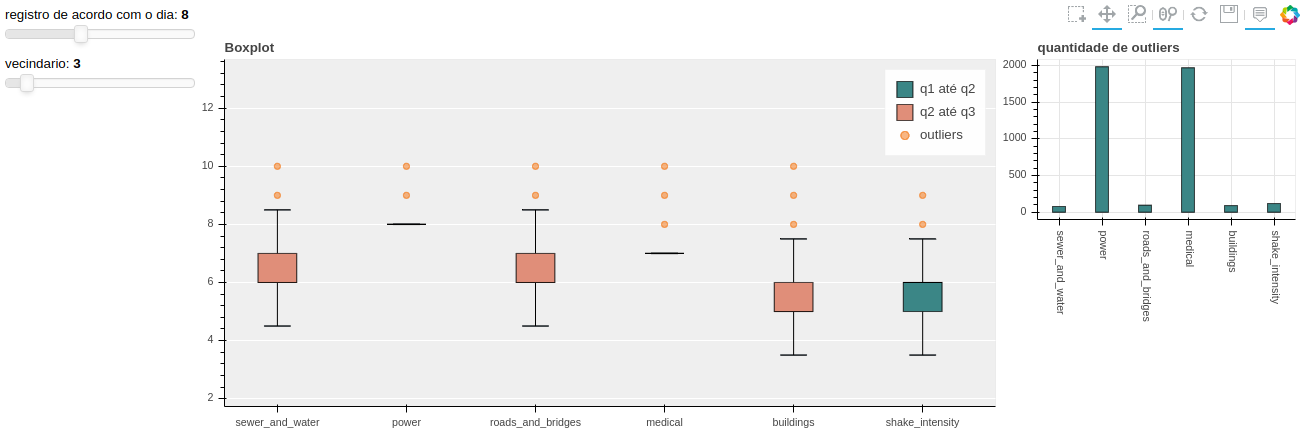 registro de acordo com o dia: 8
vecindario: 3
Boxplot
12
10
8
6
4
2
q1 até q2
q2 até q3
outliers
sewer_and_water
power
roads_and_bridges
medical
buildings
shake_intensity
quantidade de outliers
2000
1500
1000
500
0
sewer_and_water
power
roads_and_bridges
medical
buildings
shake_intensity